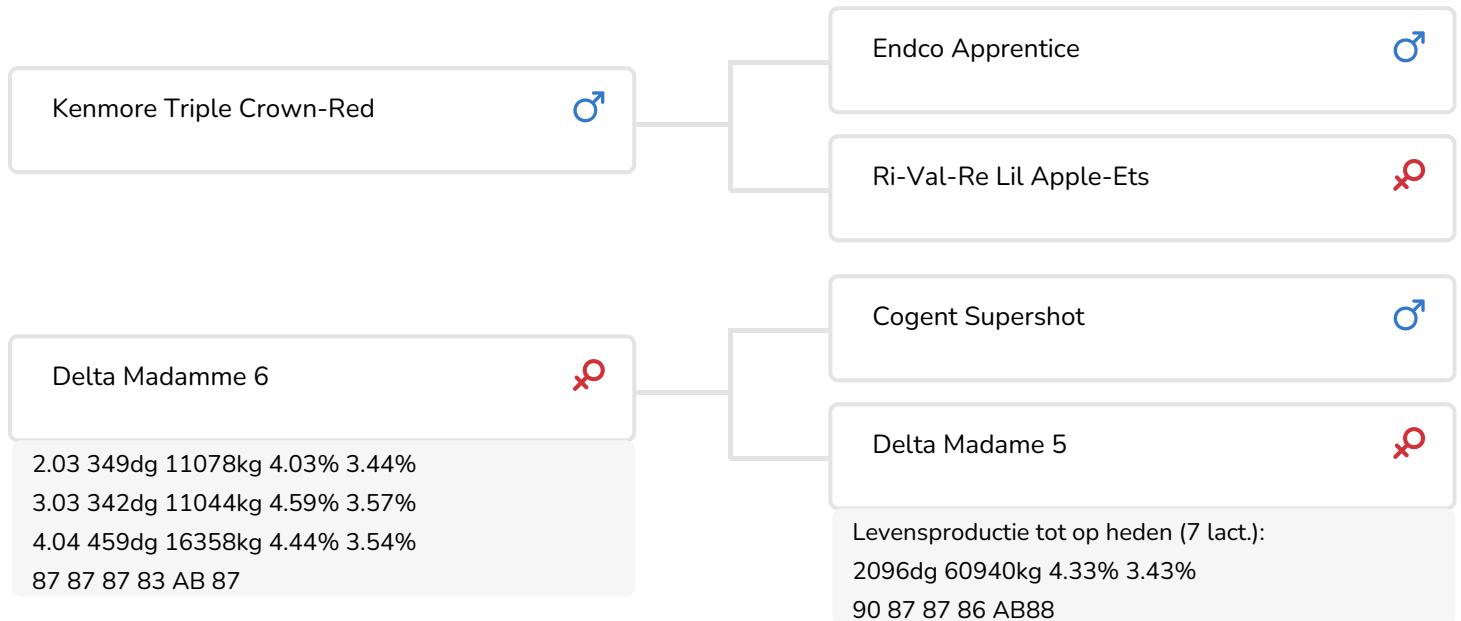 Kenmore Triple Crown-Red
Endco Apprentice
Ri-Val-Re Lil Apple-Ets
Delta Madamme 6
2.03 349dg 11078kg 4.03% 3.44%
3.03 342dg 11044kg 4.59% 3.57%
4.04 459dg 16358kg 4.44% 3.54%
87 87 87 83 AB 87
Cogent Supershot
Delta Madame 5
Levensproductie tot op heden (7 lact.):
2096dg 60940kg 4.33% 3.43%
90 87 87 86 AB88